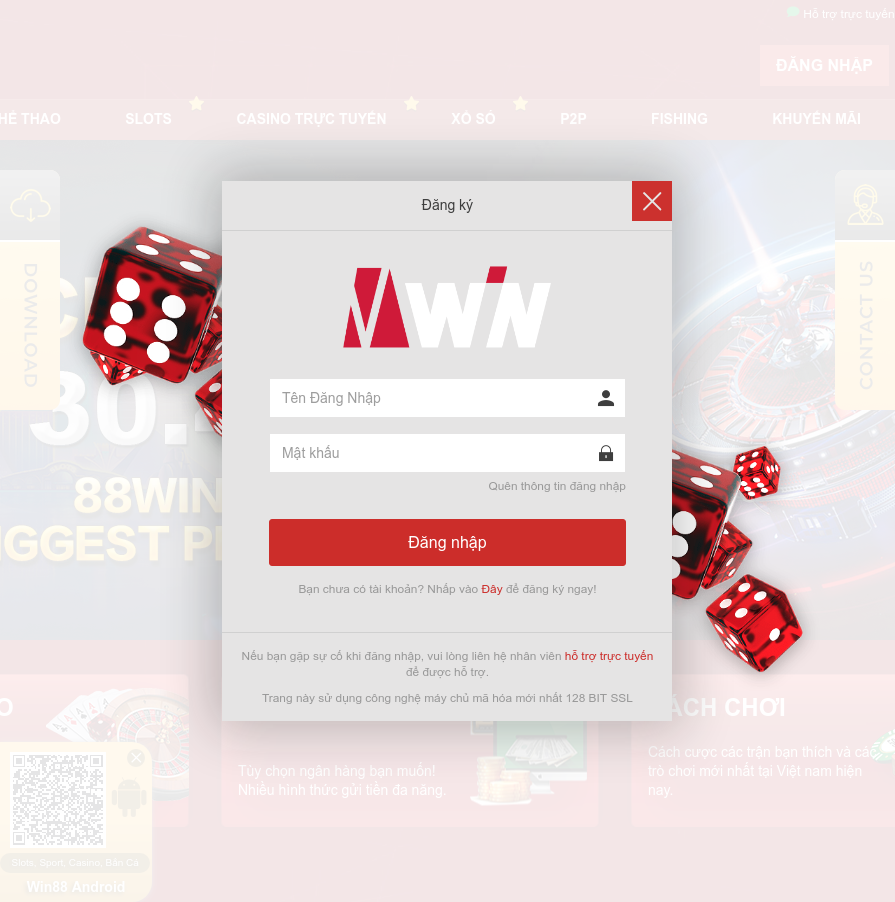 Hỗ trợ trực tuyến
ĐĂNG NHẬP
HỂ THAO SLOTS CASINO TRỰC TUYẾN XỔ SỐ P2P FISHING KHUYẾN MÃI
Đăng ký
DOWNLOAD
CONTACT US
WIN
30.
Tên Đăng Nhập
Mật khẩu
Quên thông tin đăng nhập
88WIN
IGGEST P
Đăng nhập
Bạn chưa có tài khoản? Nhấp vào Đây để đăng ký ngay!
Nếu bạn gặp sự cố khi đăng nhập, vui lòng liên hệ nhân viên hỗ trợ trực tuyến
để được hỗ trợ.
Trang này sử dụng công nghệ máy chủ mã hóa mới nhất 128 BIT SSL
O
ÁCH CHƠI
Tùy chọn ngân hàng bạn muốn!
Nhiều hình thức gửi tiền đa năng.
Cách cược các trận bạn thích và các
trò chơi mới nhất tại Việt nam hiện
nay.
Slots, Sport, Casino, Bắn Cá
Win88 Android